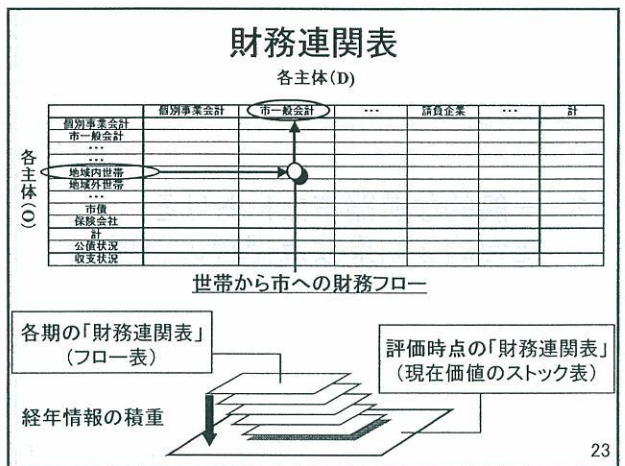 財務連関表
各主体(D)
個別事業会計 市一般会計 … 請負企業 … 計
各主体(O)
個別事業会計
市一般会計
…
…
地域内世帯
地域外世帯
…
市債
保険会社
計
公債状況
収支状況
世帯から市への財務フロー
各期の「財務連関表」
(フロー表)
評価時点の「財務連関表」
(現在価値のストック表)
経年情報の積重
23